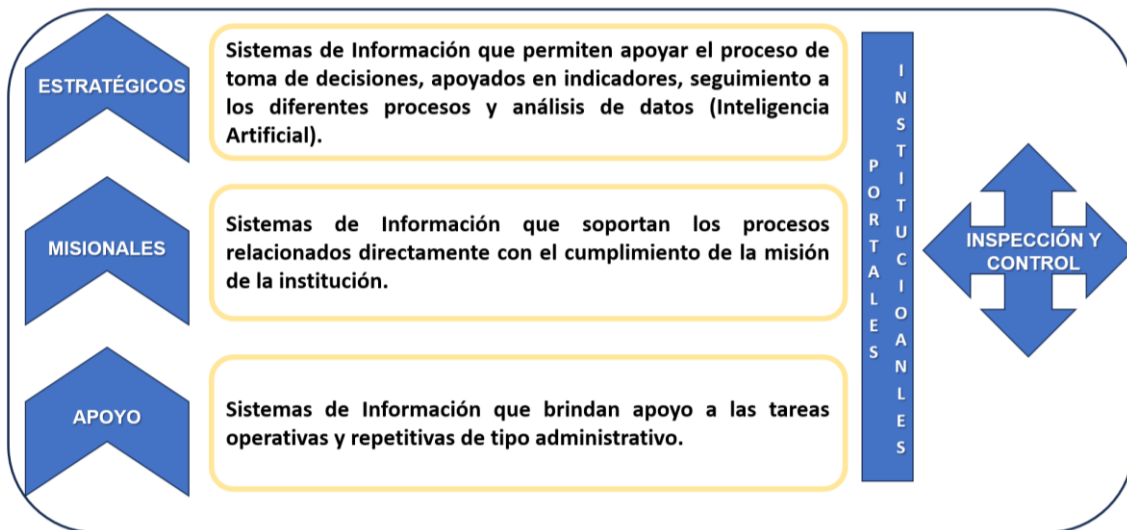 ESTRATÉGICOS
Sistemas de Información que permiten apoyar el proceso de
toma de decisiones, apoyados en indicadores, seguimiento a
los diferentes procesos y análisis de datos (Inteligencia
Artificial).
MISIONALES
Sistemas de Información que soportan los procesos
relacionados directamente con el cumplimiento de la misión
de la institución.
APOYO
Sistemas de Información que brindan apoyo a las tareas
operativas y repetitivas de tipo administrativo.
PORTALES
INSTITUCIOANLES
INSPECCIÓN Y
CONTROL